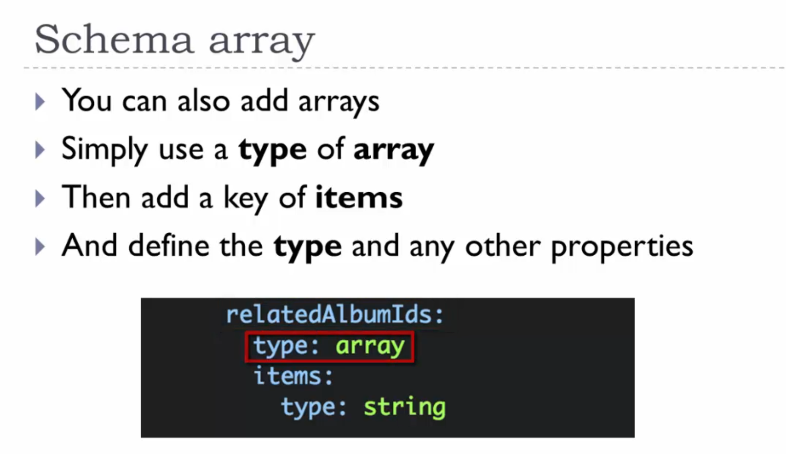 Schema array
You can also add arrays
Simply use a type of array
Then add a key of items
And define the type and any other properties
relatedAlbumIds:
type: array
items:
type: string